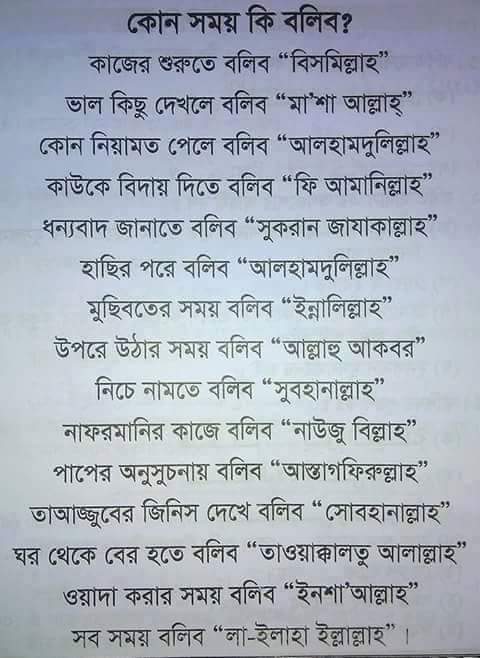 কোন সময় কি বলিব?
কাজের শুরুতে বলিব “বিসমিল্লাহ”
ভাল কিছু দেখলে বলিব “মা'শা আল্লাহ্”
কোন নিয়ামত পেলে বলিব “আলহামদুলিল্লাহ”
কাউকে বিদায় দিতে বলিব “ফি আমানিল্লাহ”
ধন্যবাদ জানাতে বলিব “সুকরান জাযাকাল্লাহ”
হাছির পরে বলিব “আলহামদুলিল্লাহ”
মুছিবতের সময় বলিব “ইন্নালিল্লাহ”
উপরে উঠার সময় বলিব “আল্লাহু আকবর”
নিচে নামতে বলিব “সুবহানাল্লাহ”
নাফরমানির কাজে বলিব “নাউজু বিল্লাহ”
পাপের অনুসূচনায় বলিব “আস্তাগফিরুল্লাহ”
তাআজ্জুবের জিনিস দেখে বলিব “সোবহানাল্লাহ”
ঘর থেকে বের হতে বলিব “তাওয়াক্কালতু আলাল্লাহ”
ওয়াদা করার সময় বলিব “ইনশা'আল্লাহ”
সব সময় বলিব “লা-ইলাহা ইল্লাল্লাহ”।